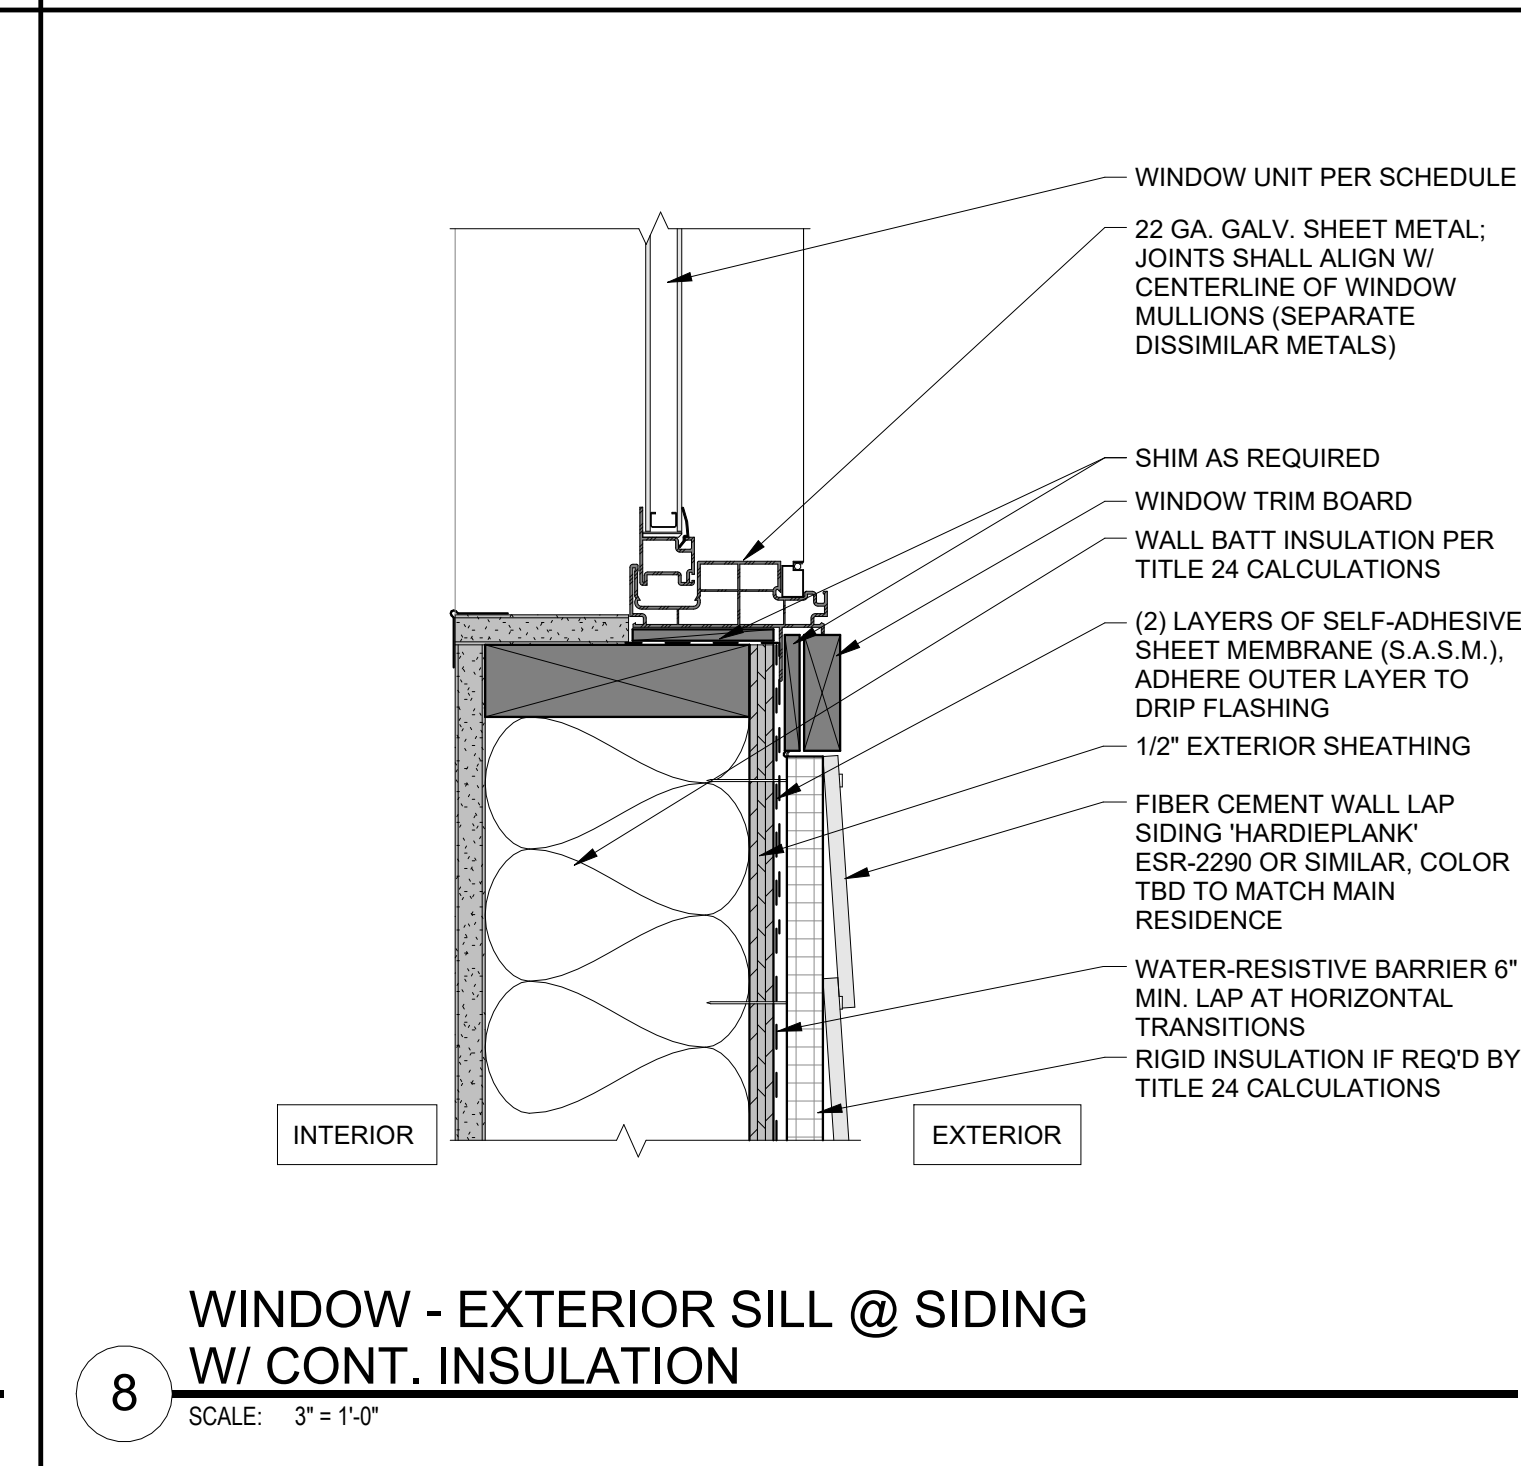 WINDOW UNIT PER SCHEDULE
22 GA. GALV. SHEET METAL;
JOINTS SHALL ALIGN W/
CENTERLINE OF WINDOW
MULLIONS (SEPARATE
DISSIMILAR METALS)
SHIM AS REQUIRED
WINDOW TRIM BOARD
WALL BATT INSULATION PER
TITLE 24 CALCULATIONS
(2) LAYERS OF SELF-ADHESIVE
SHEET MEMBRANE (S.A.S.M.),
ADHERE OUTER LAYER TO
DRIP FLASHING
1/2" EXTERIOR SHEATHING
FIBER CEMENT WALL LAP
SIDING 'HARDIEPLANK'
ESR-2290 OR SIMILAR, COLOR
TBD TO MATCH MAIN
RESIDENCE
WATER-RESISTIVE BARRIER 6"
MIN. LAP AT HORIZONTAL
TRANSITIONS
RIGID INSULATION IF REQ'D BY
TITLE 24 CALCULATIONS
INTERIOR
EXTERIOR
WINDOW - EXTERIOR SILL @ SIDING
W/ CONT. INSULATION
8
SCALE: 3" = 1'-0"